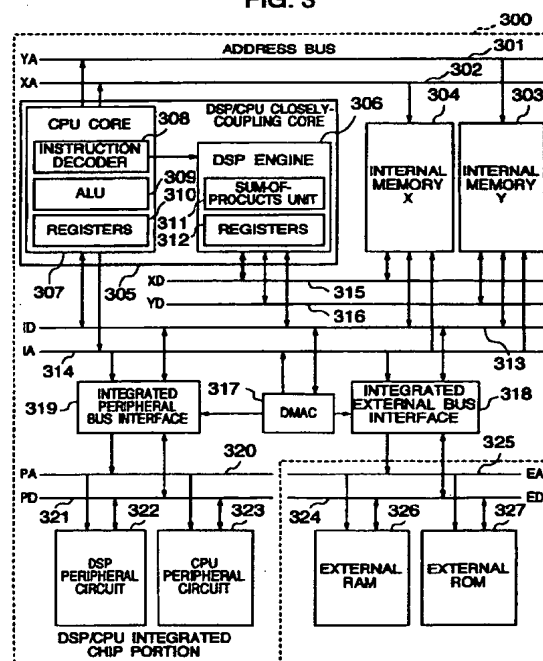 FIG. 3
300
ADDRESS BUS
301
YA
302
XA
304
303
DSP/CPU CLOSELY-
COUPLING CORE
306
CPU CORE
308
INSTRUCTION
DECODER
309
ALU
310
REGISTERS
311
312
307
305
DSP ENGINE
SUM-OF-
PRODUCTS UNIT
REGISTERS
INTERNAL
MEMORY
X
INTERNAL
MEMORY
Y
XD
315
YD
316
ID
313
IA
314
317
319
INTEGRATED
PERIPHERAL
BUS INTERFACE
DMAC
INTEGRATED
EXTERNAL BUS
INTERFACE
318
320
325
PA
EA
PD
ED
321
322
323
324
326
327
DSP
PERIPHERAL
CIRCUIT
CPU
PERIPHERAL
CIRCUIT
EXTERNAL
RAM
EXTERNAL
ROM
DSP/CPU INTEGRATED
CHIP PORTION